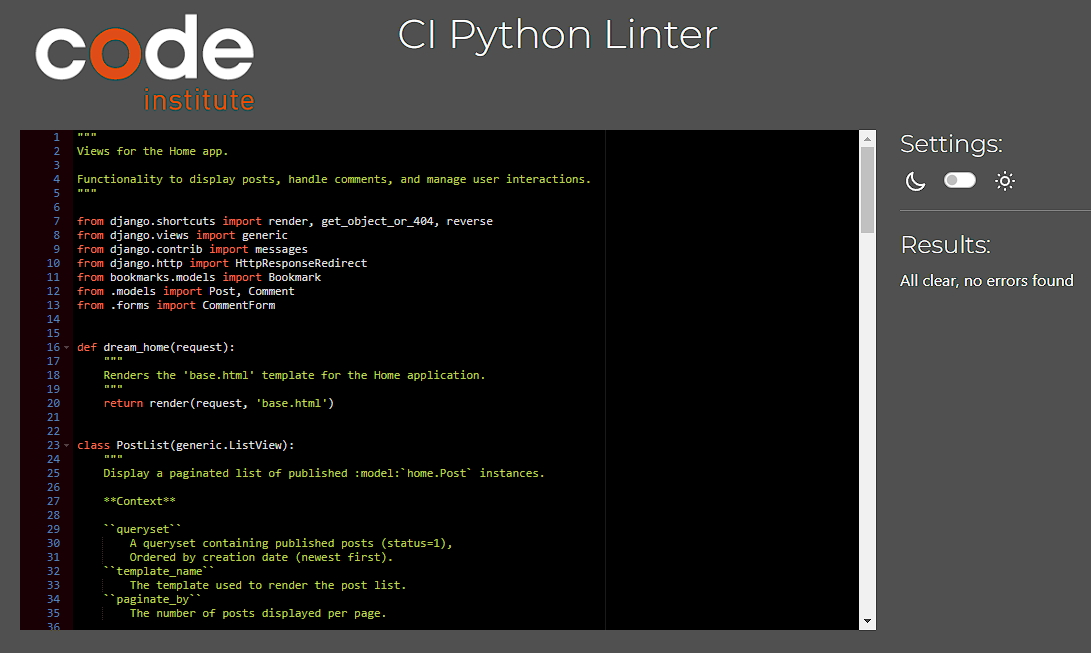 code
institute
CI Python Linter
1 """
2 Views for the Home app.
3
4 Functionality to display posts, handle comments, and manage user interactions.
5 """
6
7 from django.shortcuts import render, get_object_or_404, reverse
8 from django.views import generic
9 from django.contrib import messages
10 from django.http import HttpResponseRedirect
11 from bookmarks.models import Bookmark
12 from .models import Post, Comment
13 from .forms import CommentForm
14
15
16 def dream_home(request):
17     """
18     Renders the 'base.html' template for the Home application.
19     """
20     return render(request, 'base.html')
21
22
23 class PostList(generic.ListView):
24     """
25     Display a paginated list of published :model:`home.Post` instances.
26
27     **Context**
28
29     ``queryset``
30         A queryset containing published posts (status=1),
31         Ordered by creation date (newest first).
32     ``template_name``
33         The template used to render the post list.
34     ``paginate_by``
35         The number of posts displayed per page.
36
Settings:
Results:
All clear, no errors found